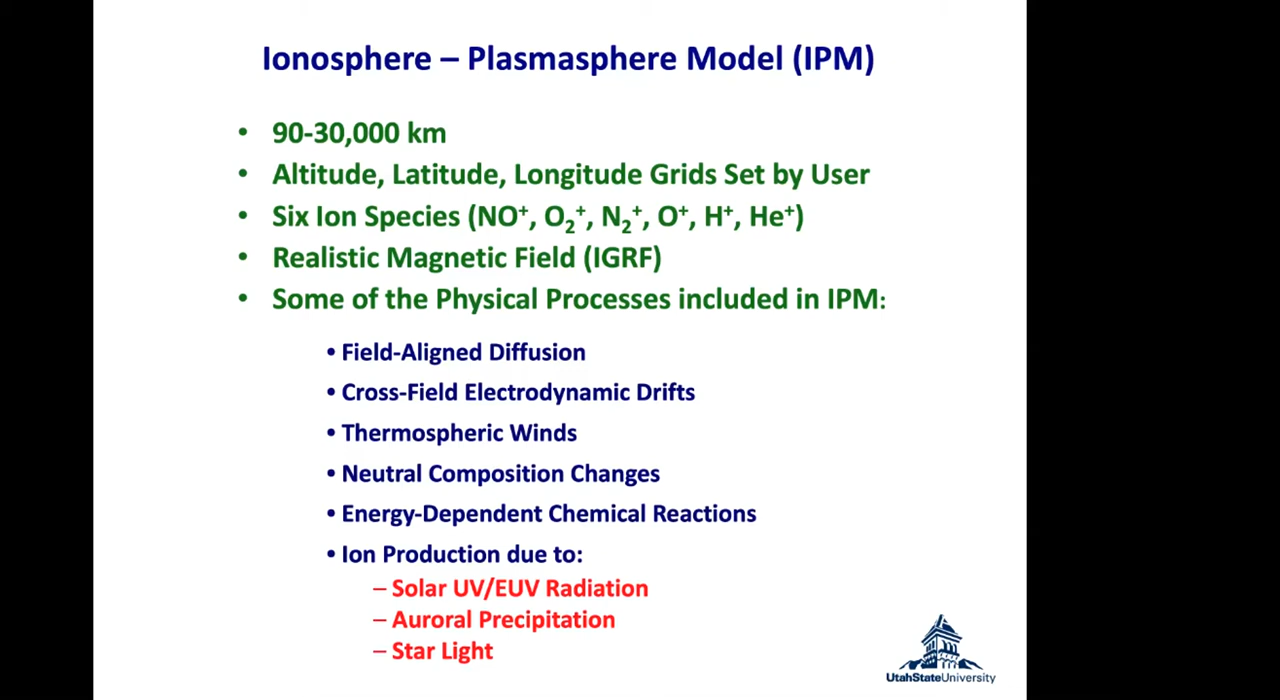 Ionosphere – Plasmasphere Model (IPM)
• 90-30,000 km
• Altitude, Latitude, Longitude Grids Set by User
• Six Ion Species (NO⁺, O₂⁺, N₂⁺, O⁺, H⁺, He⁺)
• Realistic Magnetic Field (IGRF)
• Some of the Physical Processes included in IPM:
• Field-Aligned Diffusion
• Cross-Field Electrodynamic Drifts
• Thermospheric Winds
• Neutral Composition Changes
• Energy-Dependent Chemical Reactions
• Ion Production due to:
– Solar UV/EUV Radiation
– Auroral Precipitation
– Star Light
UtahStateUniversity